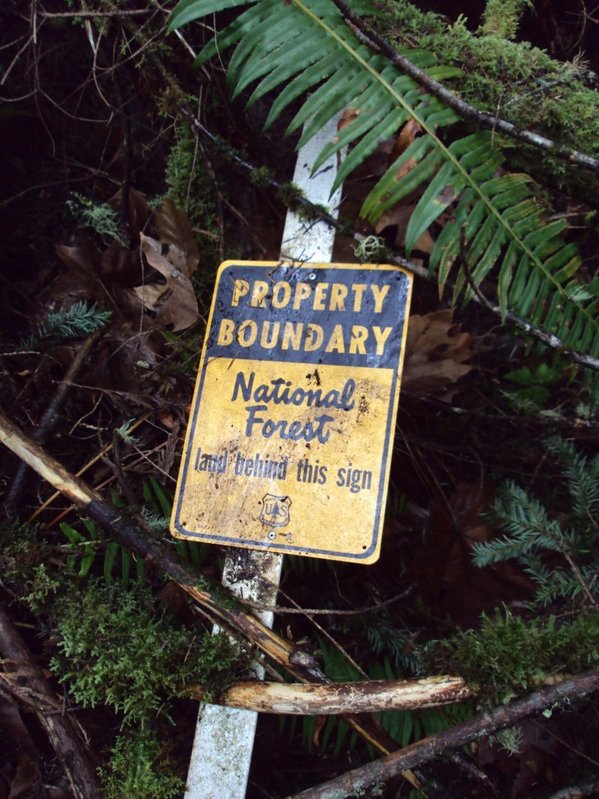 PROPERTY
BOUNDARY
National
Forest
land behind this sign
U S